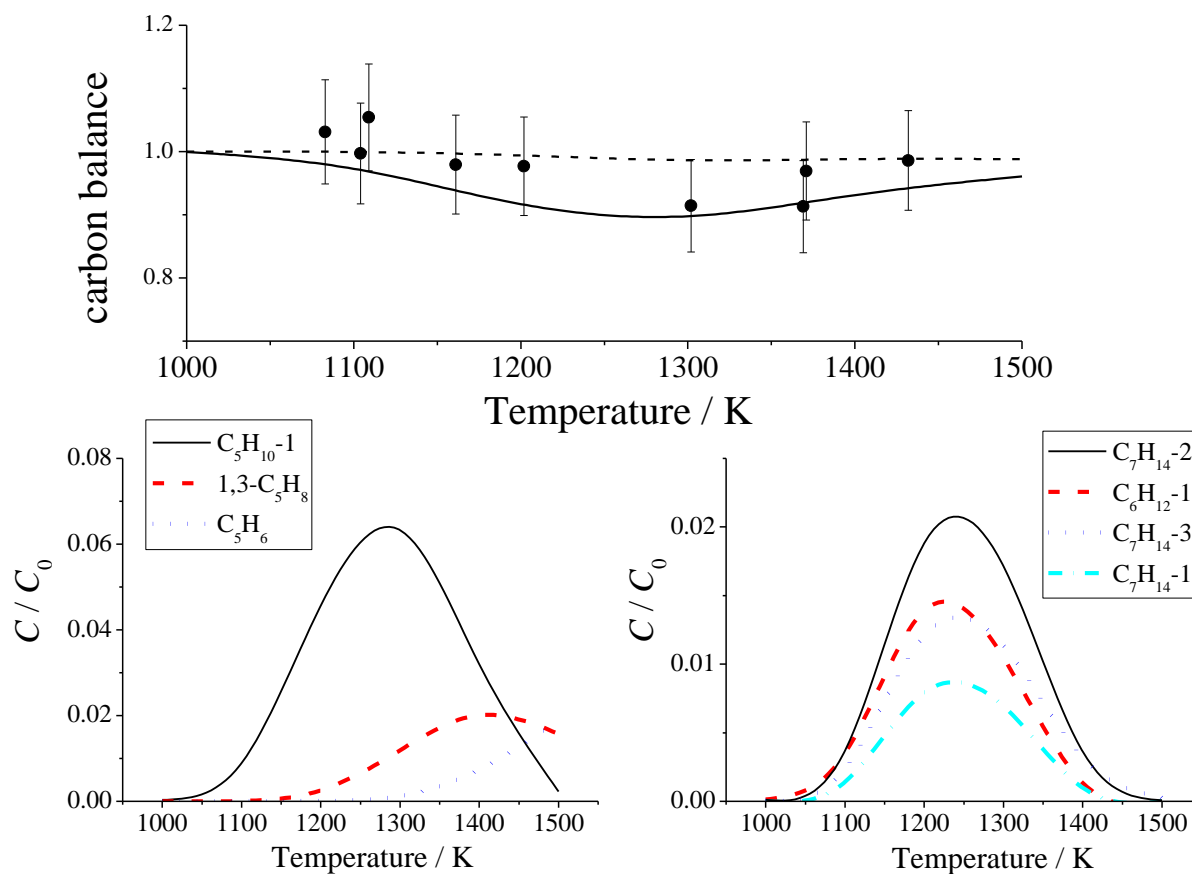 1.2
1.0
0.8
carbon balance
1000 1100 1200 1300 1400 1500
Temperature / K
C₅H₁₀-1
1,3-C₅H₈
C₅H₆
0.08
0.06
0.04
0.02
0.00
C / C₀
1000 1100 1200 1300 1400 1500
Temperature / K
C₇H₁₄-2
C₆H₁₂-1
C₇H₁₄-3
C₇H₁₄-1
0.02
0.01
0.00
C / C₀
1000 1100 1200 1300 1400 1500
Temperature / K